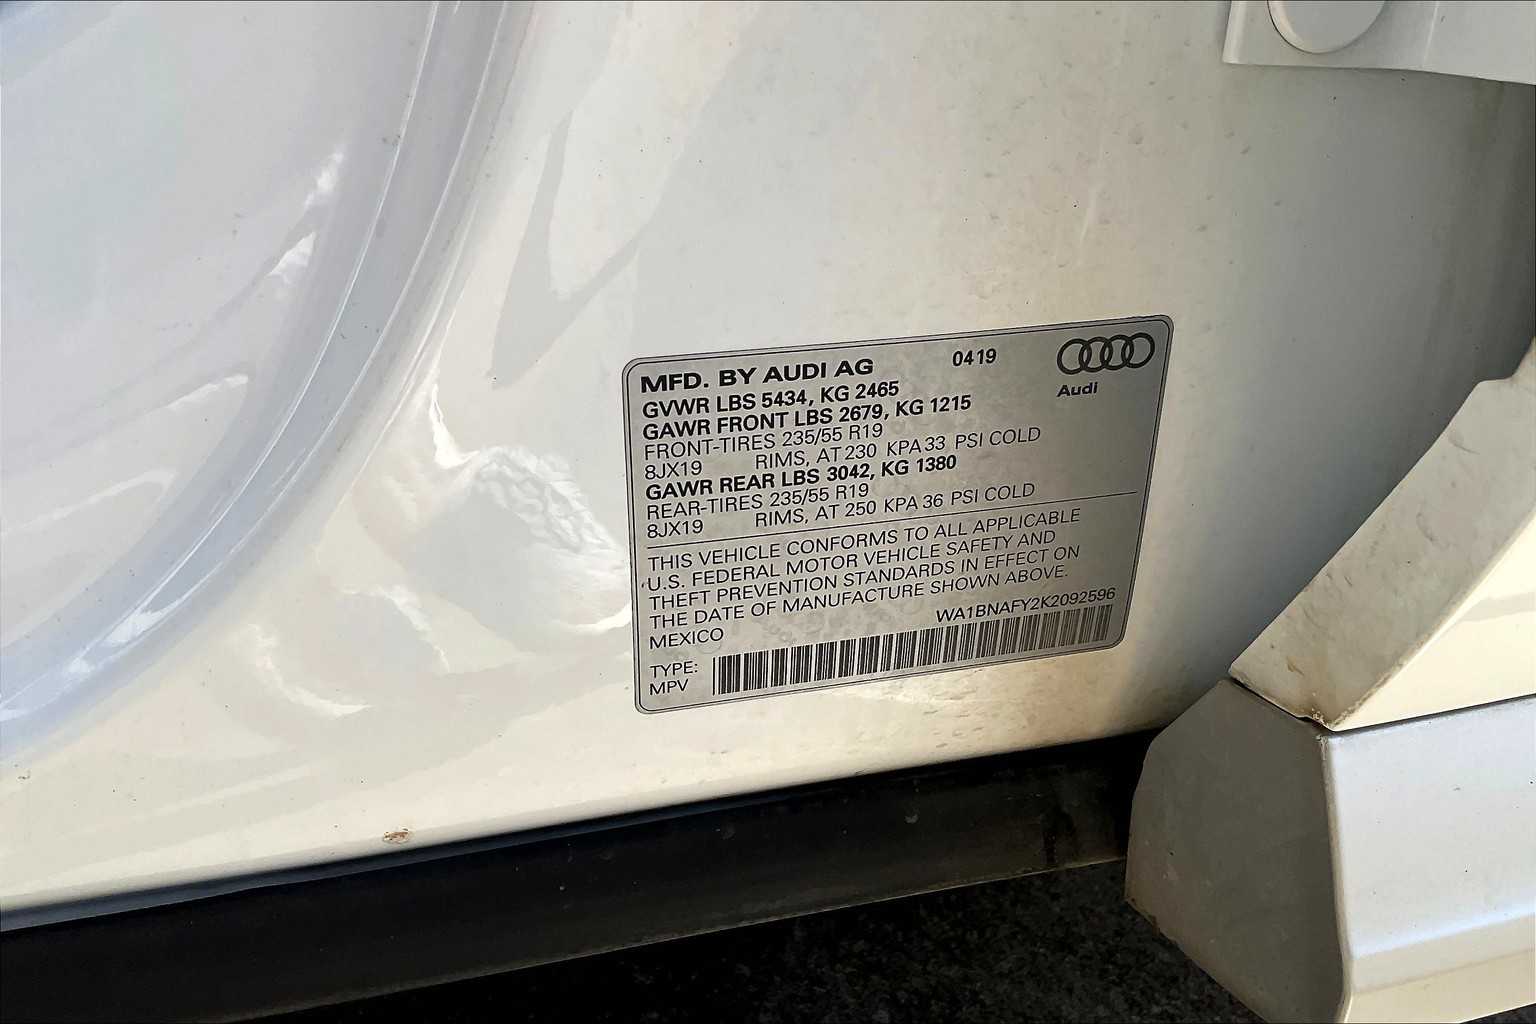 MFD. BY AUDI AG 0419
GVWR LBS 5434, KG 2465
Audi
GAWR FRONT LBS 2679, KG 1215
FRONT-TIRES 235/55 R19
8JX19 RIMS, AT 230 KPA 33 PSI COLD
GAWR REAR LBS 3042, KG 1380
REAR-TIRES 235/55 R19
8JX19 RIMS, AT 250 KPA 36 PSI COLD
THIS VEHICLE CONFORMS TO ALL APPLICABLE
U.S. FEDERAL MOTOR VEHICLE SAFETY AND
THEFT PREVENTION STANDARDS IN EFFECT ON
THE DATE OF MANUFACTURE SHOWN ABOVE.
MEXICO WA1BNAFY2K2092596
TYPE:
MPV